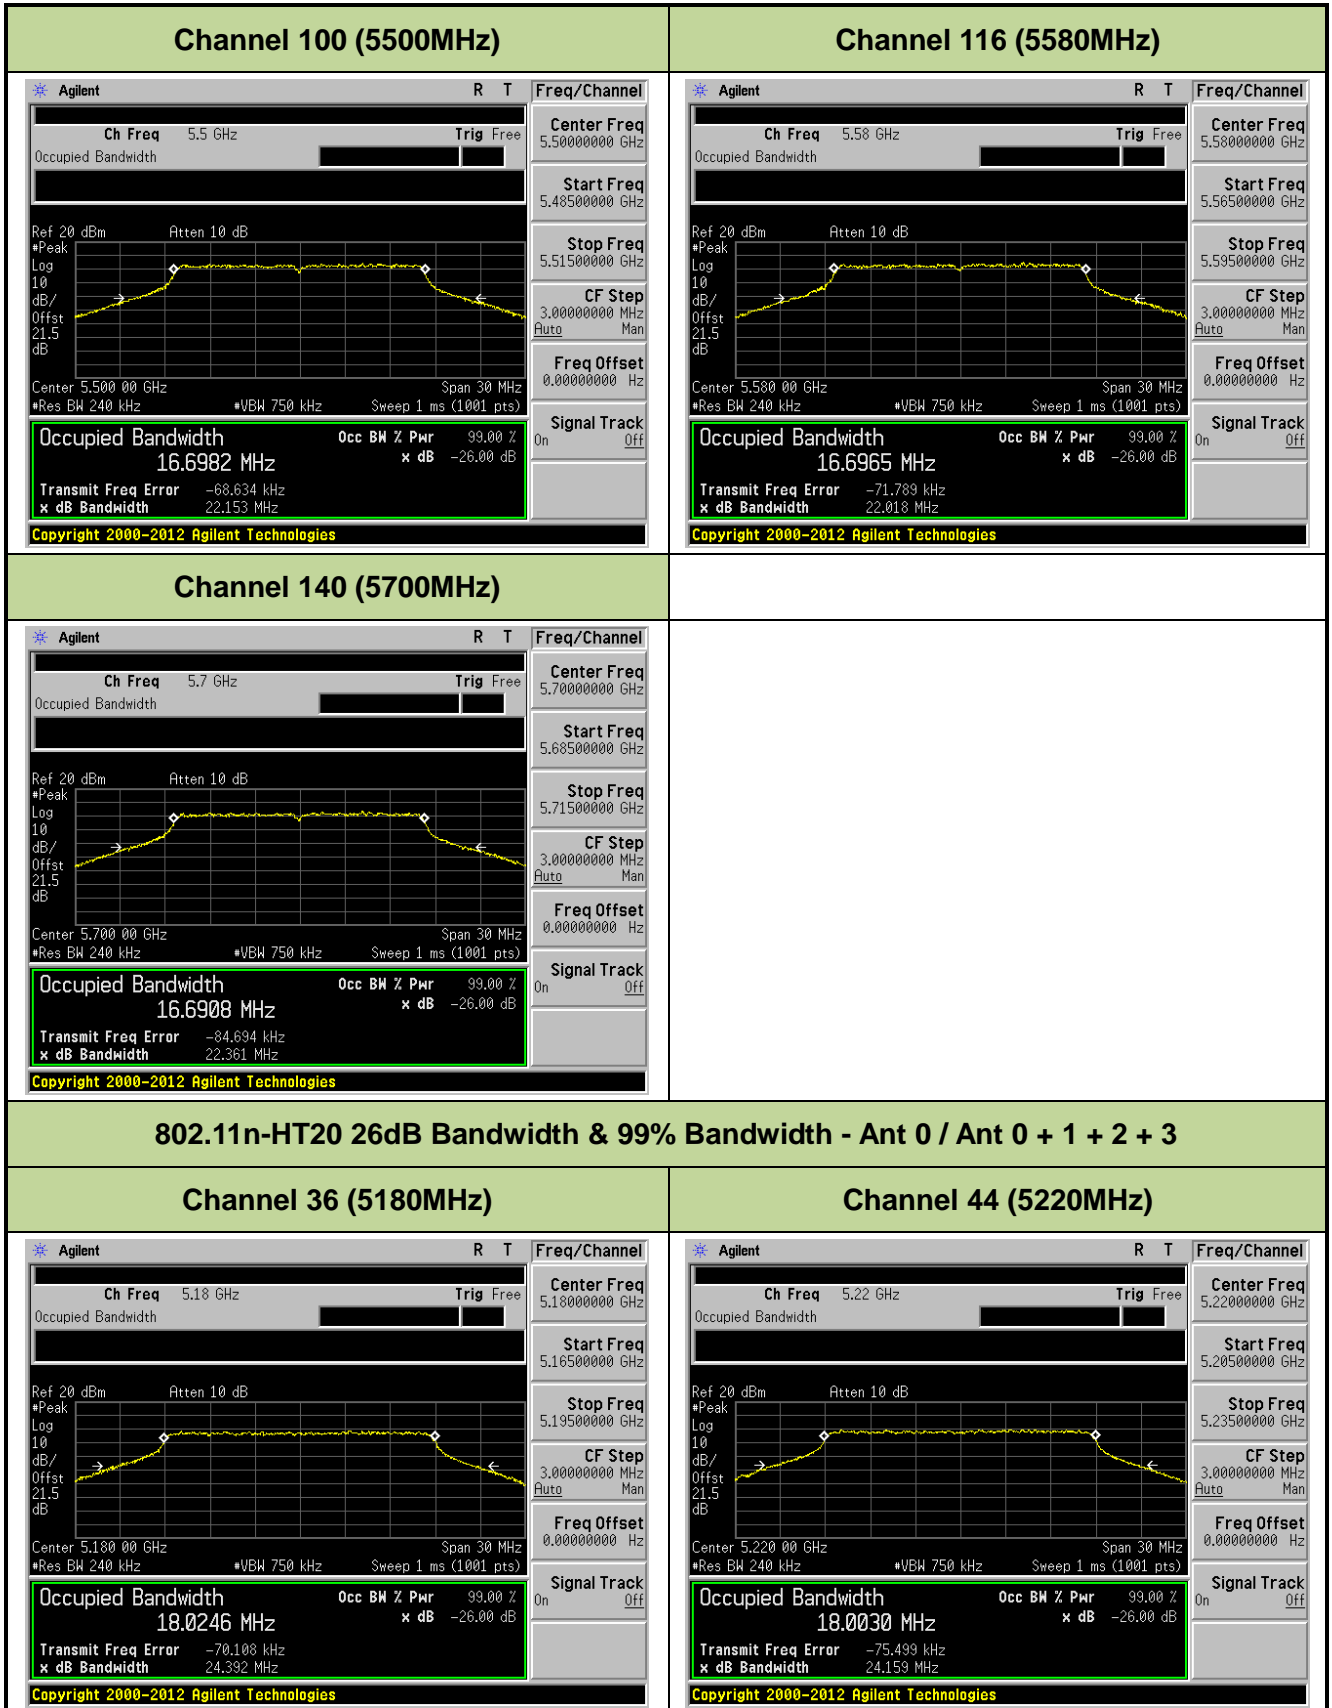 Channel 100 (5500MHz)
Channel 116 (5580MHz)
Agilent R T Freq/Channel
Ch Freq 5.5 GHz Trig Free
Occupied Bandwidth
Center Freq
5.50000000 GHz
Start Freq
5.48500000 GHz
Stop Freq
5.51500000 GHz
CF Step
3.00000000 MHz
Auto Man
Freq Offset
0.00000000 Hz
Signal Track
On Off
Ref 20 dBm Atten 10 dB
#Peak
Log
10
dB/
Offst
21.5
dB
Center 5.500 00 GHz Span 30 MHz
#Res BW 240 kHz #VBW 750 kHz Sweep 1 ms (1001 pts)
Occupied Bandwidth Occ BW % Pwr 99.00 %
16.6982 MHz x dB -26.00 dB
Transmit Freq Error -68.634 kHz
x dB Bandwidth 22.153 MHz
Copyright 2000-2012 Agilent Technologies
Agilent R T Freq/Channel
Ch Freq 5.58 GHz Trig Free
Occupied Bandwidth
Center Freq
5.58000000 GHz
Start Freq
5.56500000 GHz
Stop Freq
5.59500000 GHz
CF Step
3.00000000 MHz
Auto Man
Freq Offset
0.00000000 Hz
Signal Track
On Off
Ref 20 dBm Atten 10 dB
#Peak
Log
10
dB/
Offst
21.5
dB
Center 5.580 00 GHz Span 30 MHz
#Res BW 240 kHz #VBW 750 kHz Sweep 1 ms (1001 pts)
Occupied Bandwidth Occ BW % Pwr 99.00 %
16.6965 MHz x dB -26.00 dB
Transmit Freq Error -71.789 kHz
x dB Bandwidth 22.018 MHz
Copyright 2000-2012 Agilent Technologies
Channel 140 (5700MHz)
Agilent R T Freq/Channel
Ch Freq 5.7 GHz Trig Free
Occupied Bandwidth
Center Freq
5.70000000 GHz
Start Freq
5.68500000 GHz
Stop Freq
5.71500000 GHz
CF Step
3.00000000 MHz
Auto Man
Freq Offset
0.00000000 Hz
Signal Track
On Off
Ref 20 dBm Atten 10 dB
#Peak
Log
10
dB/
Offst
21.5
dB
Center 5.700 00 GHz Span 30 MHz
#Res BW 240 kHz #VBW 750 kHz Sweep 1 ms (1001 pts)
Occupied Bandwidth Occ BW % Pwr 99.00 %
16.6908 MHz x dB -26.00 dB
Transmit Freq Error -84.694 kHz
x dB Bandwidth 22.361 MHz
Copyright 2000-2012 Agilent Technologies
802.11n-HT20 26dB Bandwidth & 99% Bandwidth - Ant 0 / Ant 0 + 1 + 2 + 3
Channel 36 (5180MHz)
Channel 44 (5220MHz)
Agilent R T Freq/Channel
Ch Freq 5.18 GHz Trig Free
Occupied Bandwidth
Center Freq
5.18000000 GHz
Start Freq
5.16500000 GHz
Stop Freq
5.19500000 GHz
CF Step
3.00000000 MHz
Auto Man
Freq Offset
0.00000000 Hz
Signal Track
On Off
Ref 20 dBm Atten 10 dB
#Peak
Log
10
dB/
Offst
21.5
dB
Center 5.180 00 GHz Span 30 MHz
#Res BW 240 kHz #VBW 750 kHz Sweep 1 ms (1001 pts)
Occupied Bandwidth Occ BW % Pwr 99.00 %
18.0246 MHz x dB -26.00 dB
Transmit Freq Error -70.108 kHz
x dB Bandwidth 24.392 MHz
Copyright 2000-2012 Agilent Technologies
Agilent R T Freq/Channel
Ch Freq 5.22 GHz Trig Free
Occupied Bandwidth
Center Freq
5.22000000 GHz
Start Freq
5.20500000 GHz
Stop Freq
5.23500000 GHz
CF Step
3.00000000 MHz
Auto Man
Freq Offset
0.00000000 Hz
Signal Track
On Off
Ref 20 dBm Atten 10 dB
#Peak
Log
10
dB/
Offst
21.5
dB
Center 5.220 00 GHz Span 30 MHz
#Res BW 240 kHz #VBW 750 kHz Sweep 1 ms (1001 pts)
Occupied Bandwidth Occ BW % Pwr 99.00 %
18.0030 MHz x dB -26.00 dB
Transmit Freq Error -75.499 kHz
x dB Bandwidth 24.159 MHz
Copyright 2000-2012 Agilent Technologies